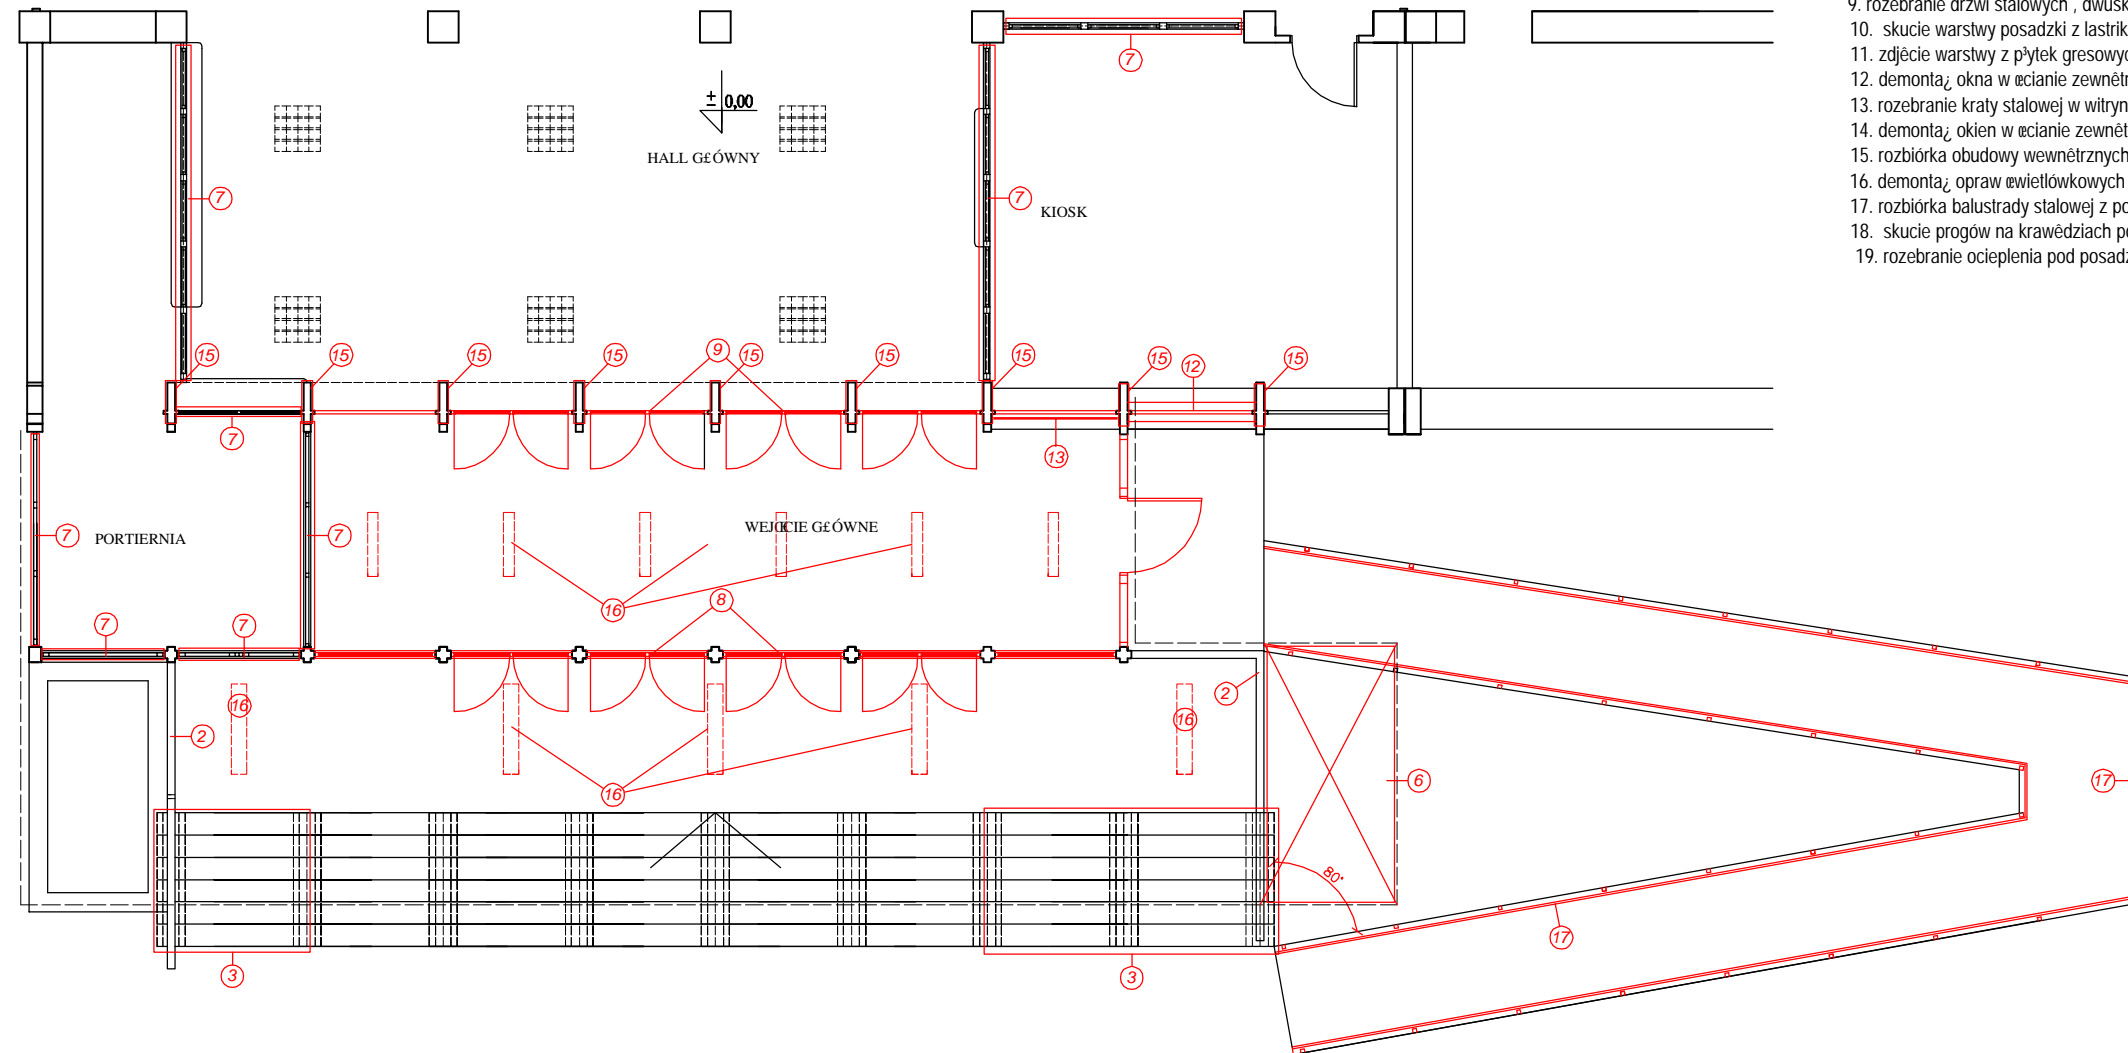 9. rozebranie drzwi stalowych , dwusk
10. skucie warstwy posadzki z lastrik
11. zdjêcie warstwy z p³ytek gresowyc
12. demonta¿ okna w œcianie zewnêtr
13. rozebranie kraty stalowej w witryn
14. demonta¿ okien w œcianie zewnêt
15. rozbiórka obudowy wewnêtrznych
16. demonta¿ opraw œwietlówkowych
17. rozbiórka balustrady stalowej z po
18. skucie progów na krawêdziach po
19. rozebranie ocieplenia pod posadz
7
± 0,00
HALL G£ÓWNY
7
7
KIOSK
15
15
15
15
9
15
15
15
15
12
15
7
13
7
PORTIERNIA
7
WEJŒCIE G£ÓWNE
16
8
7
7
2
16
16
2
16
6
17
80°
17
3
3